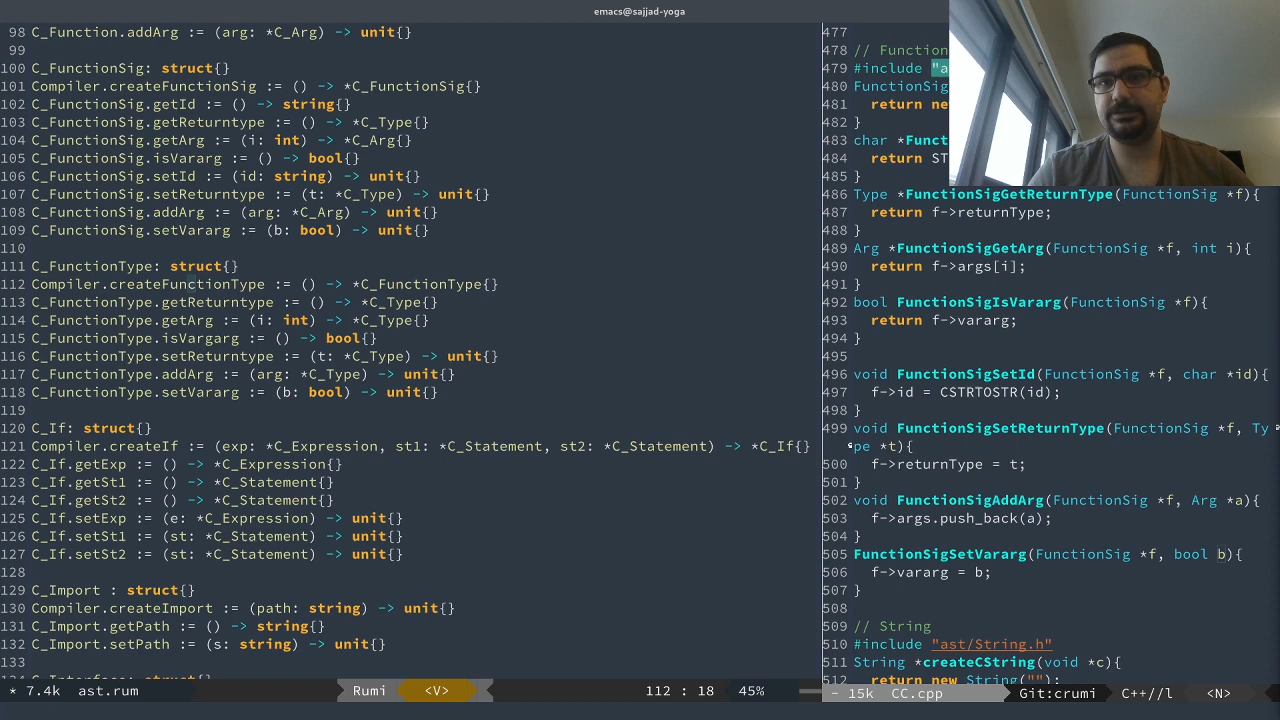 emacs@sajjad-yoga
98 C_Function.addArg := (arg: *C_Arg) -> unit{}
99
100 C_FunctionSig: struct{}
101 Compiler.createFunctionSig := () -> *C_FunctionSig{}
102 C_FunctionSig.getId := () -> string{}
103 C_FunctionSig.getReturntype := () -> *C_Type{}
104 C_FunctionSig.getArg := (i: int) -> *C_Arg{}
105 C_FunctionSig.isVararg := () -> bool{}
106 C_FunctionSig.setId := (id: string) -> unit{}
107 C_FunctionSig.setReturntype := (t: *C_Type) -> unit{}
108 C_FunctionSig.addArg := (arg: *C_Arg) -> unit{}
109 C_FunctionSig.setVararg := (b: bool) -> unit{}
110
111 C_FunctionType: struct{}
112 Compiler.createFunctionType := () -> *C_FunctionType{}
113 C_FunctionType.getReturntype := () -> *C_Type{}
114 C_FunctionType.getArg := (i: int) -> *C_Type{}
115 C_FunctionType.isVargarg := () -> bool{}
116 C_FunctionType.setReturntype := (t: *C_Type) -> unit{}
117 C_FunctionType.addArg := (arg: *C_Type) -> unit{}
118 C_FunctionType.setVararg := (b: bool) -> unit{}
119
120 C_If: struct{}
121 Compiler.createIf := (exp: *C_Expression, st1: *C_Statement, st2: *C_Statement) -> *C_If{}
122 C_If.getExp := () -> *C_Expression{}
123 C_If.getSt1 := () -> *C_Statement{}
124 C_If.getSt2 := () -> *C_Statement{}
125 C_If.setExp := (e: *C_Expression) -> unit{}
126 C_If.setSt1 := (st: *C_Statement) -> unit{}
127 C_If.setSt2 := (st: *C_Statement) -> unit{}
128
129 C_Import : struct{}
130 Compiler.createImport := (path: string) -> unit{}
131 C_Import.getPath := () -> string{}
132 C_Import.setPath := (s: string) -> unit{}
133
* 7.4k ast.rum Rumi <V> 112 : 18 45%
477
478 // Function
479 #include "a
480 FunctionSig
481 return ne
482 }
483 char *Funct
484 return ST
485 }
486 Type *FunctionSigGetReturnType(FunctionSig *f){
487 return f->returnType;
488 }
489 Arg *FunctionSigGetArg(FunctionSig *f, int i){
490 return f->args[i];
491 }
492 bool FunctionSigIsVararg(FunctionSig *f){
493 return f->vararg;
494 }
495
496 void FunctionSigSetId(FunctionSig *f, char *id){
497 f->id = CSTRTOSTR(id);
498 }
499 void FunctionSigSetReturnType(FunctionSig *f, Ty
pe *t){
500 f->returnType = t;
501 }
502 void FunctionSigAddArg(FunctionSig *f, Arg *a){
503 f->args.push_back(a);
504 }
505 FunctionSigSetVararg(FunctionSig *f, bool b){
506 f->vararg = b;
507 }
508
509 // String
510 #include "ast/String.h"
511 String *createCString(void *c){
512 return new String("");
- 15k CC.cpp Git:crumi C++//l <N>